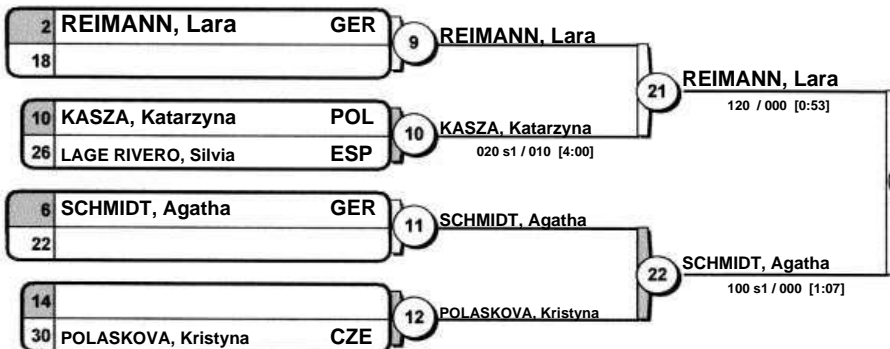 2 REIMANN, Lara GER
18
9
REIMANN, Lara
10 KASZA, Katarzyna POL
26 LAGE RIVERO, Silvia ESP
10
KASZA, Katarzyna
020 s1 / 010 [4:00]
21
REIMANN, Lara
120 / 000 [0:53]
6 SCHMIDT, Agatha GER
22
11
SCHMIDT, Agatha
14
30 POLASKOVA, Kristyna CZE
12
POLASKOVA, Kristyna
22
SCHMIDT, Agatha
100 s1 / 000 [1:07]